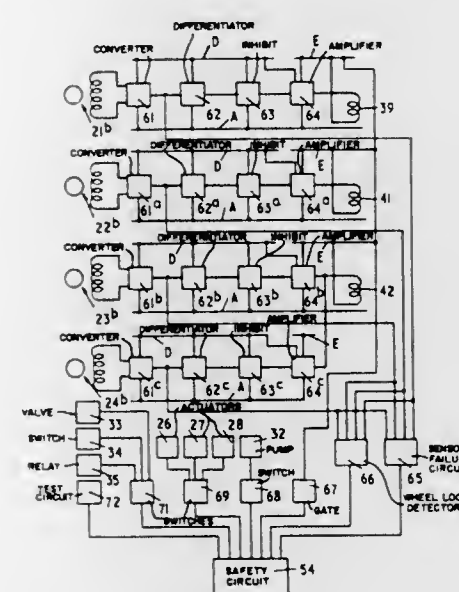 DIFFERENTIATOR
CONVERTER D INHIBIT E AMPLIFIER
61 62 63 64 39
21b A
CONVERTER DIFFERENTIATOR INHIBIT AMPLIFIER
D E
61a 62a 63a 64a 41
22b A
CONVERTER DIFFERENTIATOR INHIBIT AMPLIFIER
D E
61b 62b 63b 64b 42
23b A
AMPLIFIER
CONVERTER DIFFERENTIATOR INHIBIT
D E
61c 62c 63c 64c
24b A
ACTUATORS
VALVE 33 26 27 28 32
PUMP
SWITCH 34
SWITCH
RELAY 35
SENSOR FAILURE CIRCUIT
TEST CIRCUIT 72 71 69 68 67 66 65
SWITCHES GATE
WHEEL LOCK DETECTOR
SAFETY CIRCUIT 54